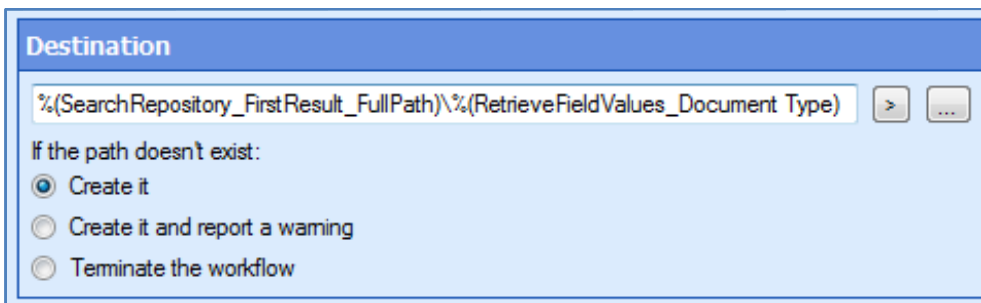 Destination
%(SearchRepository_FirstResult_FullPath)\%(RetrieveFieldValues_Document Type) > ...
If the path doesn't exist:
Create it
Create it and report a warning
Terminate the workflow